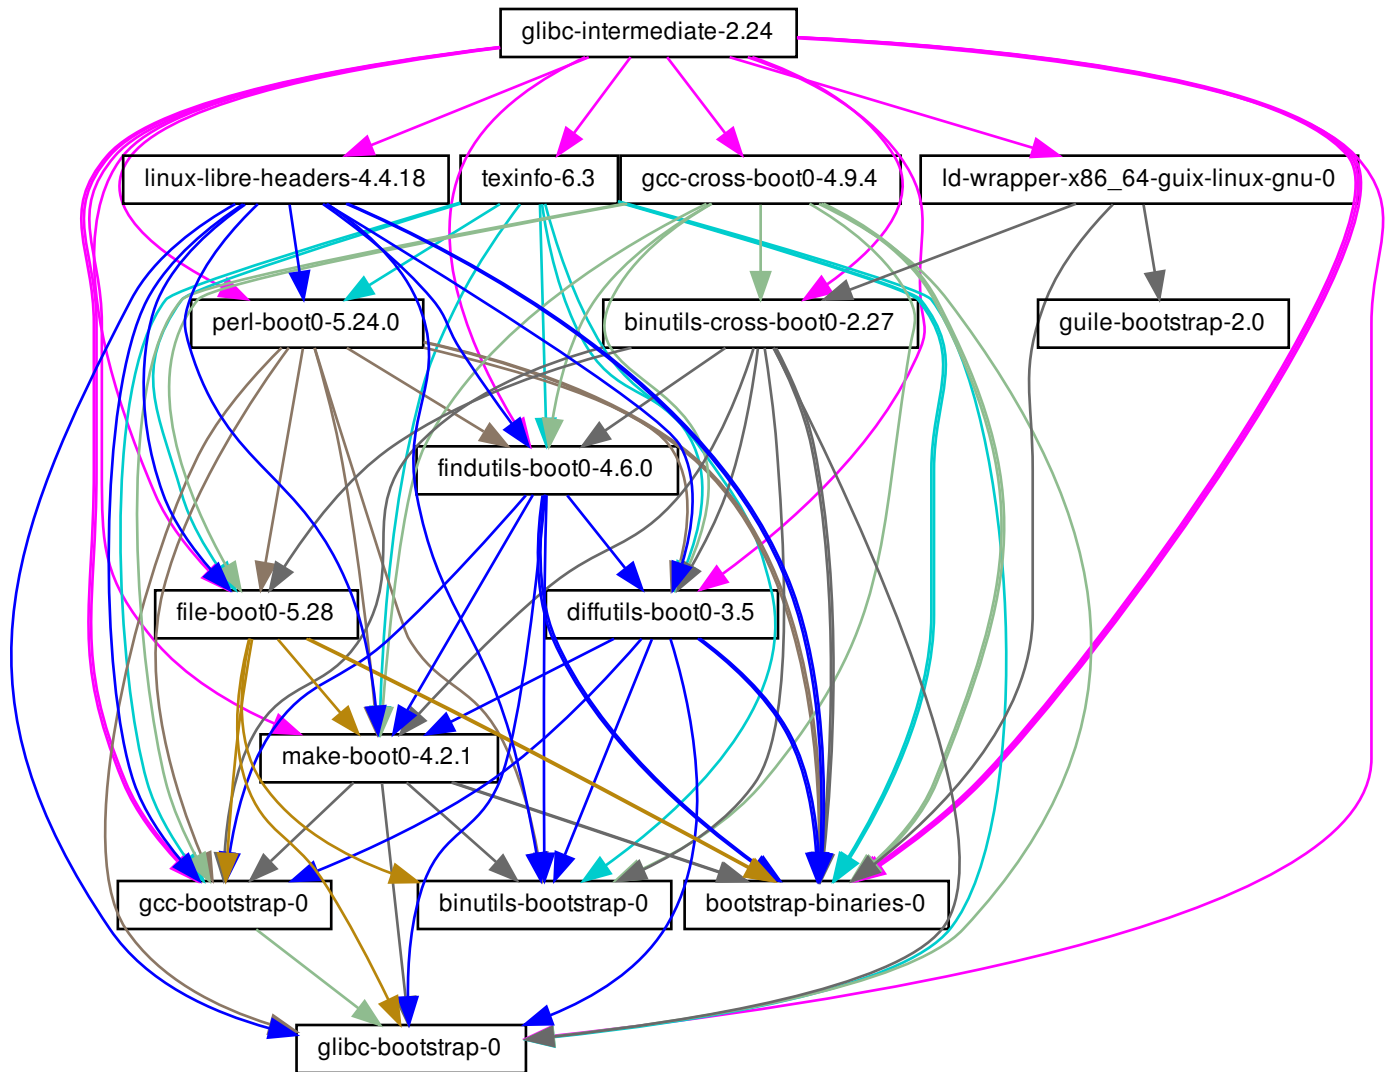 glibc-intermediate-2.24
linux-libre-headers-4.4.18
texinfo-6.3
gcc-cross-boot0-4.9.4
ld-wrapper-x86_64-guix-linux-gnu-0
perl-boot0-5.24.0
binutils-cross-boot0-2.27
guile-bootstrap-2.0
findutils-boot0-4.6.0
file-boot0-5.28
diffutils-boot0-3.5
make-boot0-4.2.1
gcc-bootstrap-0
binutils-bootstrap-0
bootstrap-binaries-0
glibc-bootstrap-0